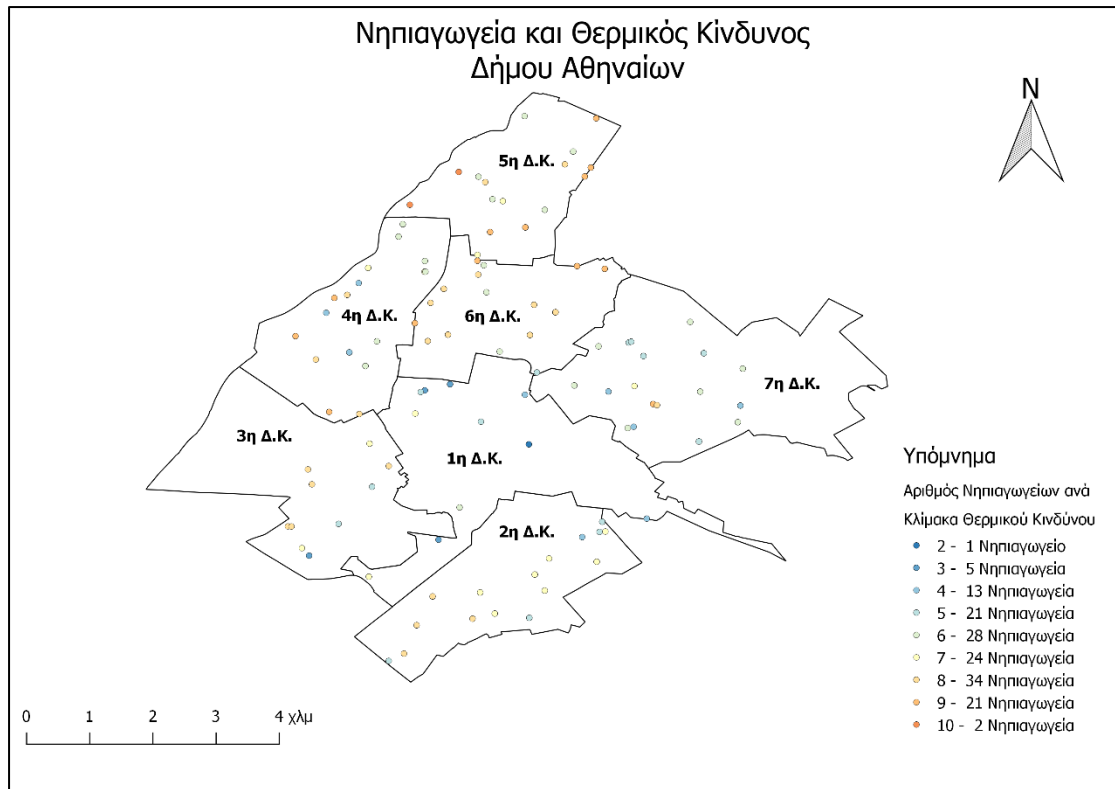 Νηπιαγωγεία και Θερμικός Κίνδυνος
Δήμου Αθηναίων
N
5η Δ.Κ.
4η Δ.Κ.
6η Δ.Κ.
7η Δ.Κ.
3η Δ.Κ.
1η Δ.Κ.
2η Δ.Κ.
Υπόμνημα
Αριθμός Νηπιαγωγείων ανά
Κλίμακα Θερμικού Κινδύνου
2 - 1 Νηπιαγωγείο
3 - 5 Νηπιαγωγεία
4 - 13 Νηπιαγωγεία
5 - 21 Νηπιαγωγεία
6 - 28 Νηπιαγωγεία
7 - 24 Νηπιαγωγεία
8 - 34 Νηπιαγωγεία
9 - 21 Νηπιαγωγεία
10 - 2 Νηπιαγωγεία
0 1 2 3 4 χλμ